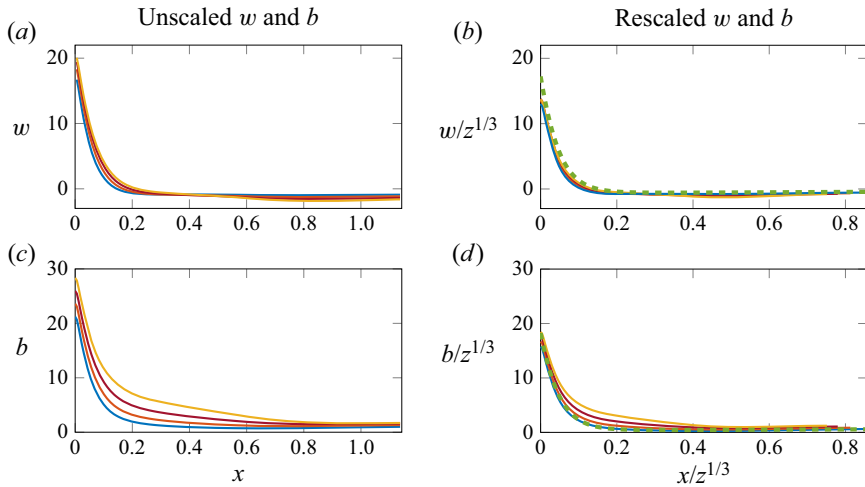 Unscaled w and b
Rescaled w and b
(a)
20
10
0
w
0 0.2 0.4 0.6 0.8 1.0
(b)
20
10
0
w/z^{1/3}
0 0.2 0.4 0.6 0.8
(c)
30
20
10
0
b
0 0.2 0.4 0.6 0.8 1.0
x
(d)
30
20
10
0
b/z^{1/3}
0 0.2 0.4 0.6 0.8
x/z^{1/3}